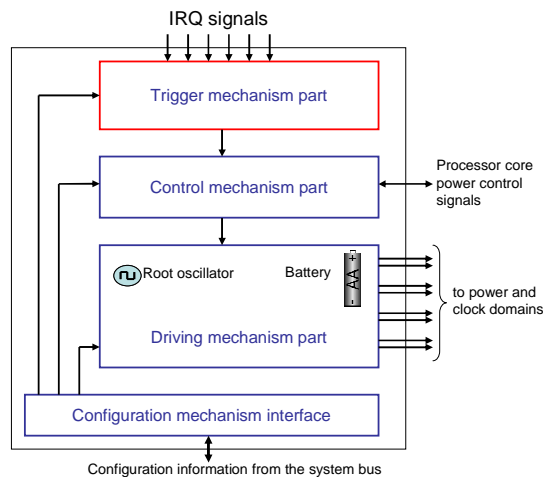 IRQ signals
Trigger mechanism part
Control mechanism part
Processor core
power control
signals
Root oscillator
Battery
- AA +
to power and
clock domains
Driving mechanism part
Configuration mechanism interface
Configuration information from the system bus